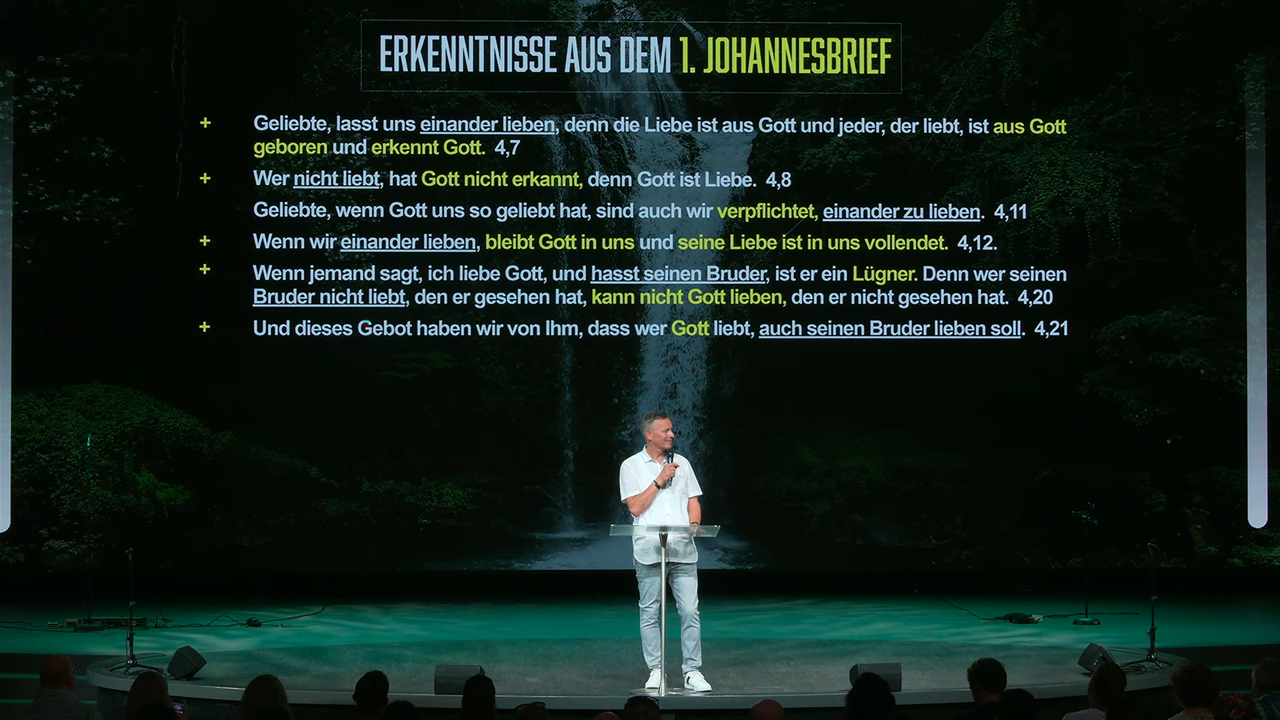 ERKENNTNISSE AUS DEM 1. JOHANNESBRIEF
+ Geliebte, lasst uns einander lieben, denn die Liebe ist aus Gott und jeder, der liebt, ist aus Gott
geboren und erkennt Gott. 4,7
+ Wer nicht liebt, hat Gott nicht erkannt, denn Gott ist Liebe. 4,8
Geliebte, wenn Gott uns so geliebt hat, sind auch wir verpflichtet, einander zu lieben. 4,11
+ Wenn wir einander lieben, bleibt Gott in uns und seine Liebe ist in uns vollendet. 4,12.
+ Wenn jemand sagt, ich liebe Gott, und hasst seinen Bruder, ist er ein Lügner. Denn wer seinen
Bruder nicht liebt, den er gesehen hat, kann nicht Gott lieben, den er nicht gesehen hat. 4,20
+ Und dieses Gebot haben wir von Ihm, dass wer Gott liebt, auch seinen Bruder lieben soll. 4,21